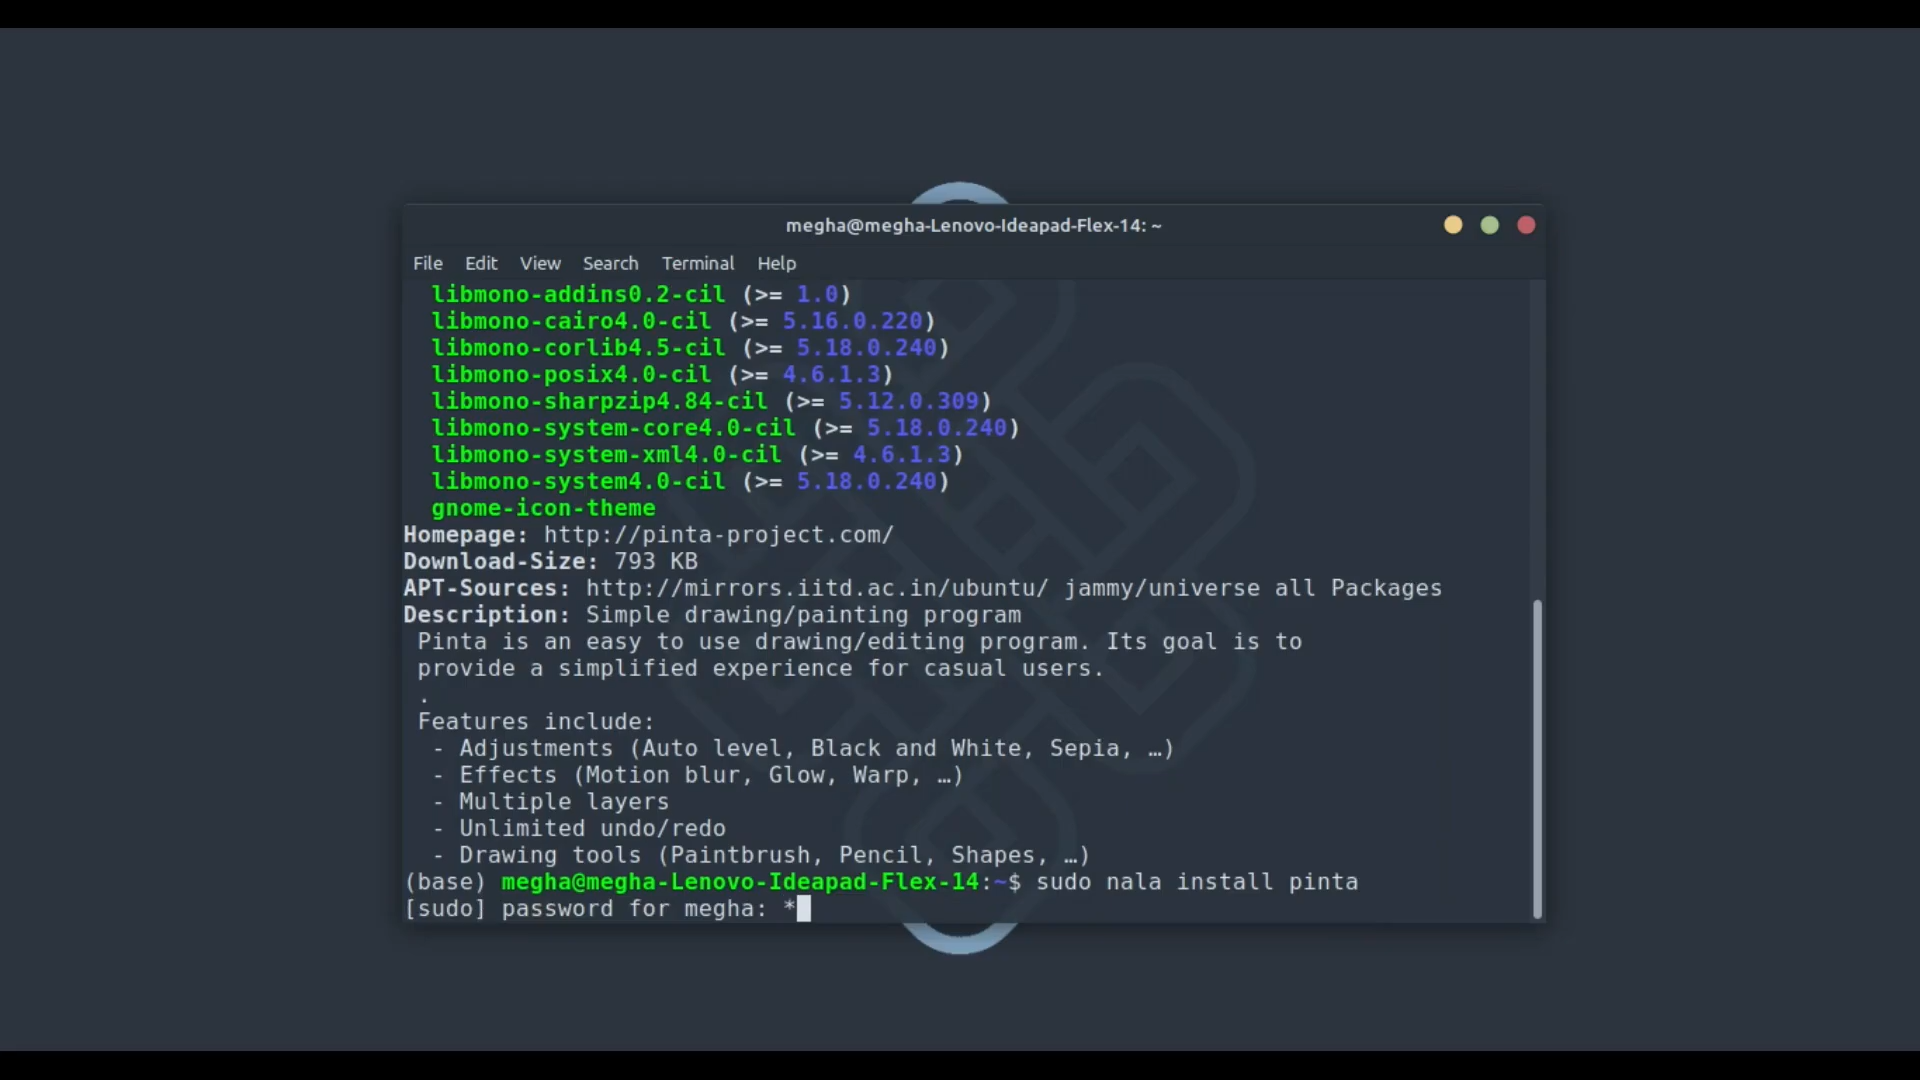 megha@megha-Lenovo-Ideapad-Flex-14: ~
File Edit View Search Terminal Help
libmono-addins0.2-cil (>= 1.0)
libmono-cairo4.0-cil (>= 5.16.0.220)
libmono-corlib4.5-cil (>= 5.18.0.240)
libmono-posix4.0-cil (>= 4.6.1.3)
libmono-sharpzip4.84-cil (>= 5.12.0.309)
libmono-system-core4.0-cil (>= 5.18.0.240)
libmono-system-xml4.0-cil (>= 4.6.1.3)
libmono-system4.0-cil (>= 5.18.0.240)
gnome-icon-theme
Homepage: http://pinta-project.com/
Download-Size: 793 KB
APT-Sources: http://mirrors.iitd.ac.in/ubuntu/ jammy/universe all Packages
Description: Simple drawing/painting program
Pinta is an easy to use drawing/editing program. Its goal is to
provide a simplified experience for casual users.
.
Features include:
- Adjustments (Auto level, Black and White, Sepia, …)
- Effects (Motion blur, Glow, Warp, …)
- Multiple layers
- Unlimited undo/redo
- Drawing tools (Paintbrush, Pencil, Shapes, …)
(base) megha@megha-Lenovo-Ideapad-Flex-14:~$ sudo nala install pinta
[sudo] password for megha: *